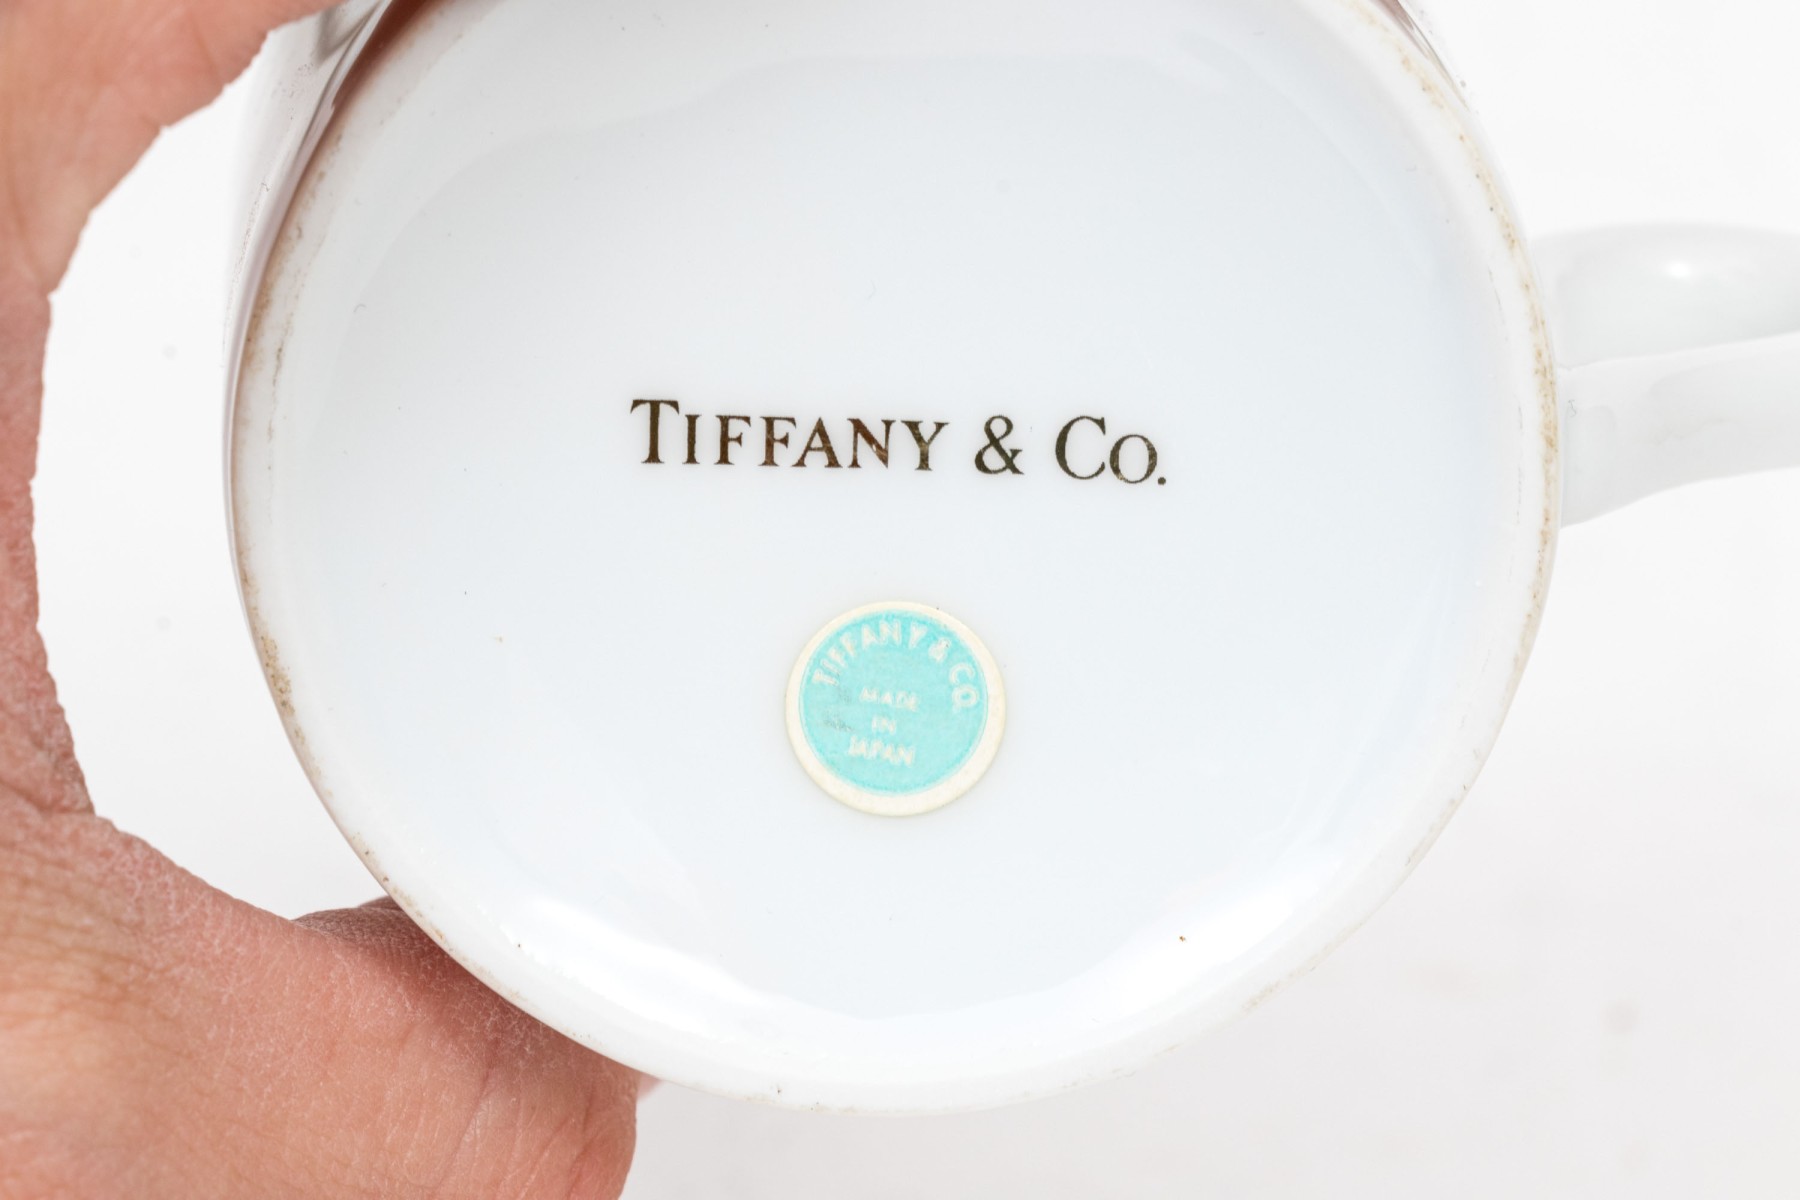 TIFFANY & CO.
TIFFANY & CO.
MADE
IN
JAPAN